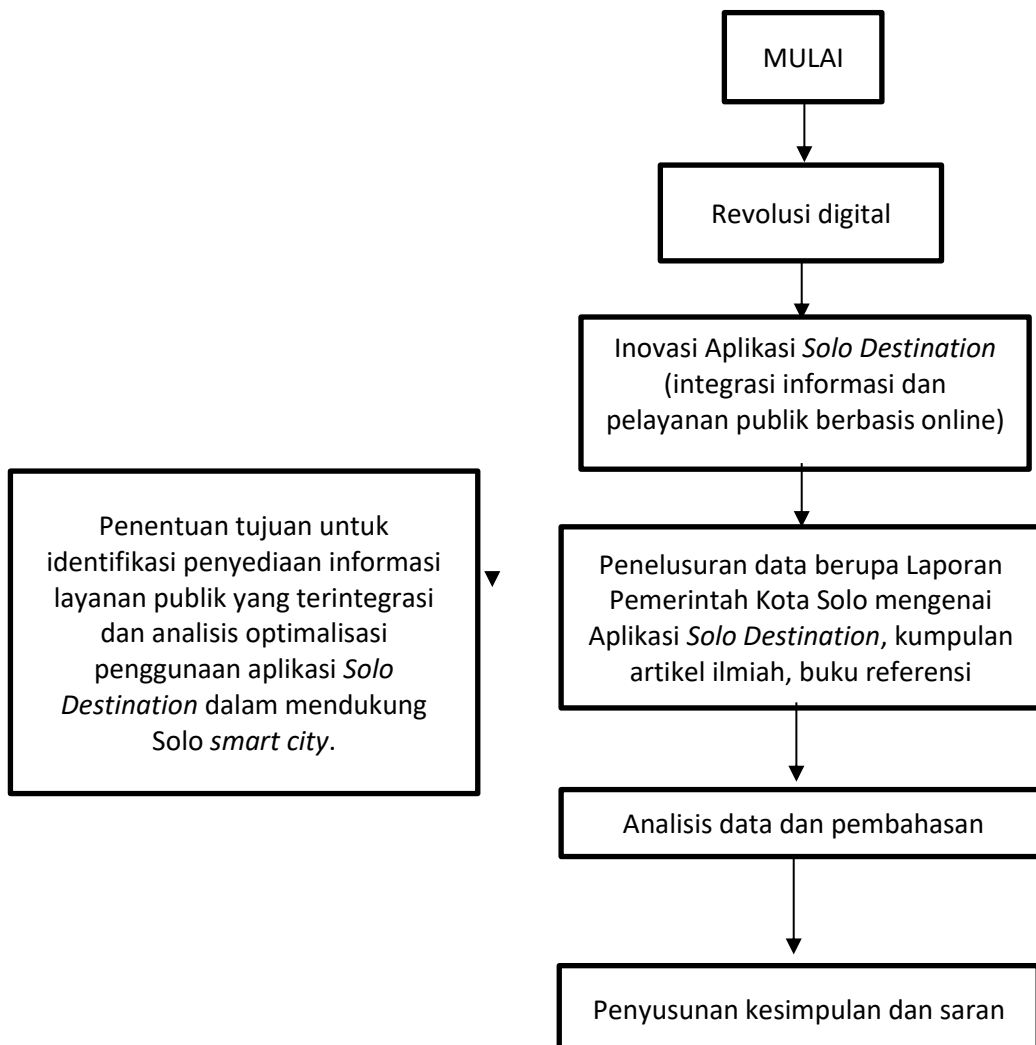 MULAI
Revolusi digital
Inovasi Aplikasi Solo Destination
(integrasi informasi dan
pelayanan publik berbasis online)
Penentuan tujuan untuk
identifikasi penyediaan informasi
layanan publik yang terintegrasi
dan analisis optimalisasi
penggunaan aplikasi Solo
Destination dalam mendukung
Solo smart city.
Penelusuran data berupa Laporan
Pemerintah Kota Solo mengenai
Aplikasi Solo Destination, kumpulan
artikel ilmiah, buku referensi
Analisis data dan pembahasan
Penyusunan kesimpulan dan saran